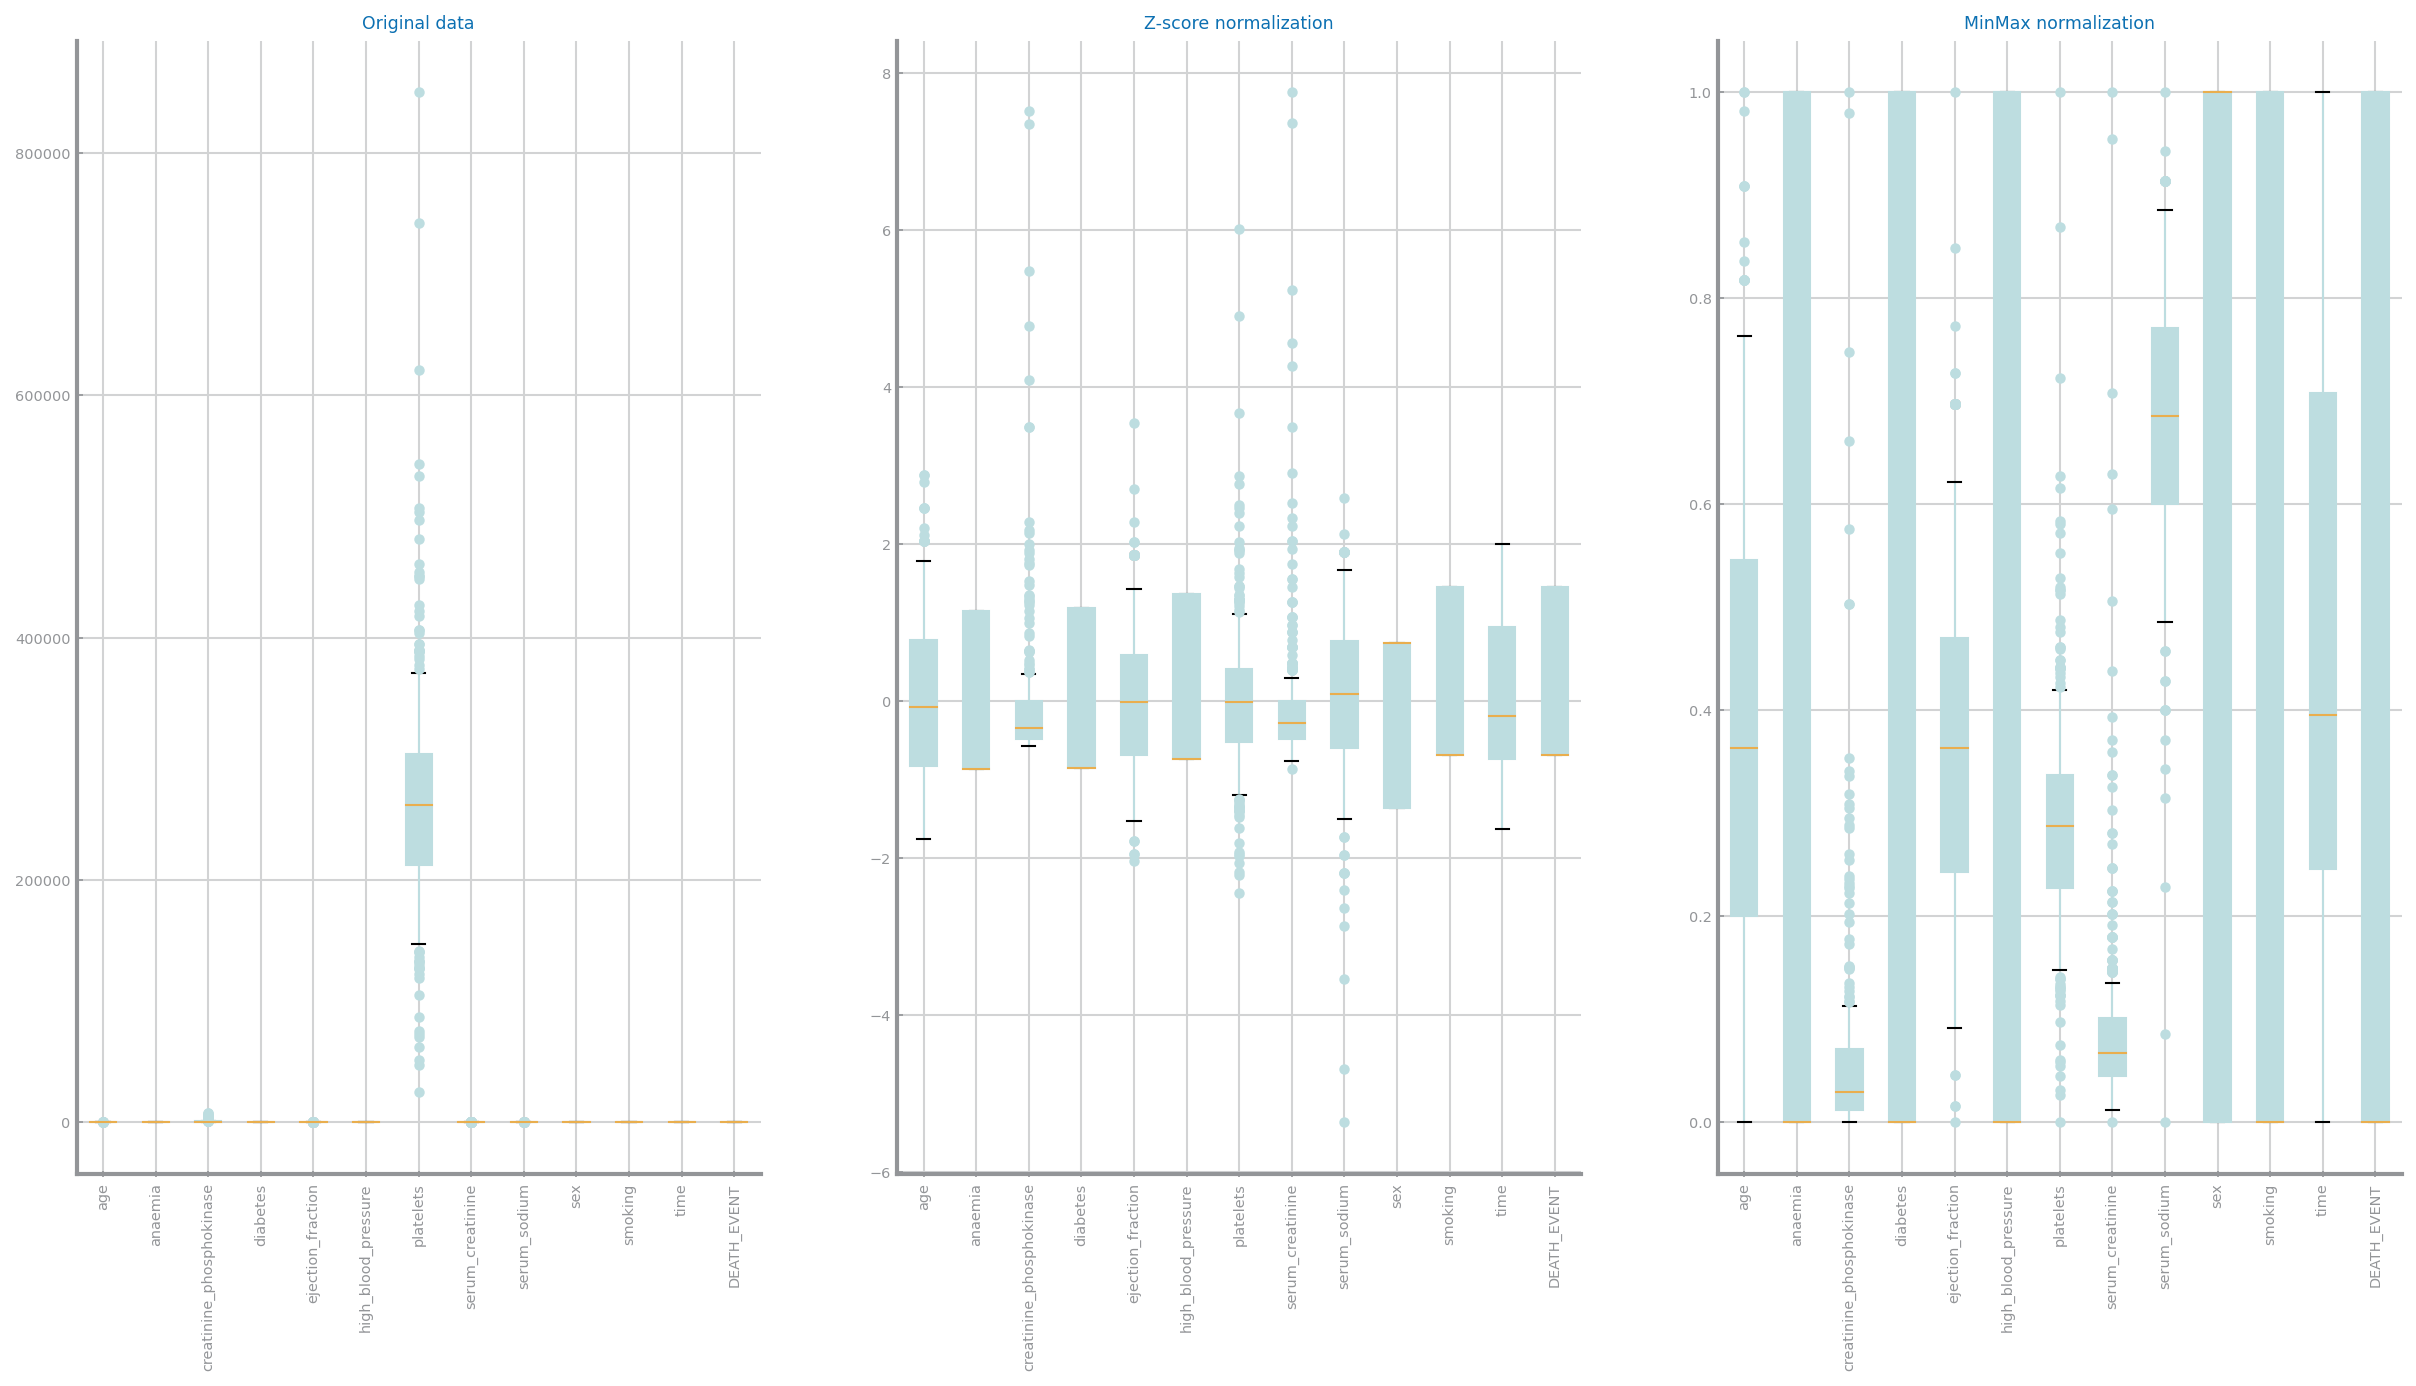 Original data
800000
600000
400000
200000
0
age
anaemia
creatinine_phosphokinase
diabetes
ejection_fraction
high_blood_pressure
platelets
serum_creatinine
serum_sodium
sex
smoking
time
DEATH_EVENT
Z-score normalization
8
6
4
2
0
−2
−4
−6
age
anaemia
creatinine_phosphokinase
diabetes
ejection_fraction
high_blood_pressure
platelets
serum_creatinine
serum_sodium
sex
smoking
time
DEATH_EVENT
MinMax normalization
1.0
0.8
0.6
0.4
0.2
0.0
age
anaemia
creatinine_phosphokinase
diabetes
ejection_fraction
high_blood_pressure
platelets
serum_creatinine
serum_sodium
sex
smoking
time
DEATH_EVENT